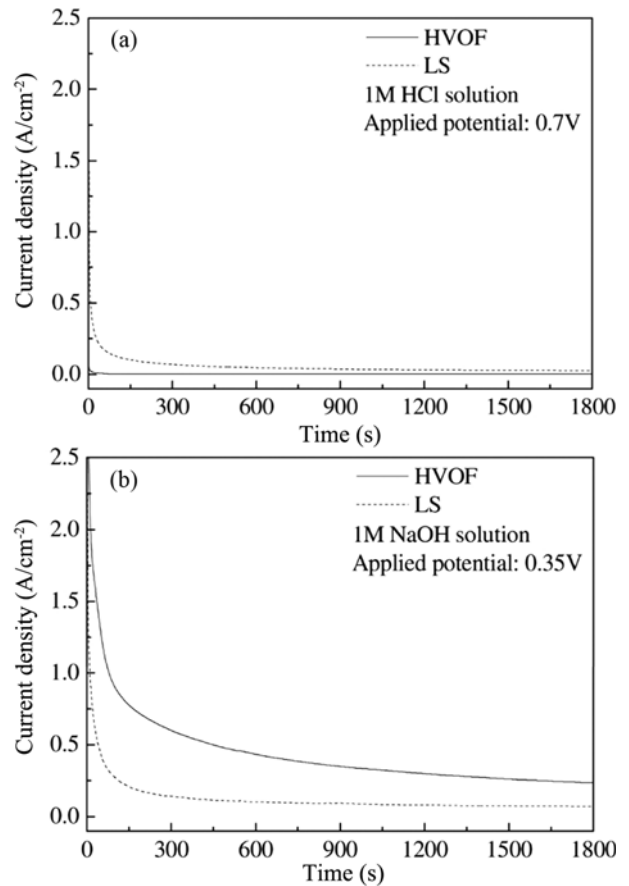 (a)
HVOF
LS
1M HCl solution
Applied potential: 0.7V
Current density (A/cm⁻²)
2.5
2.0
1.5
1.0
0.5
0.0
0 300 600 900 1200 1500 1800
Time (s)
(b)
HVOF
LS
1M NaOH solution
Applied potential: 0.35V
Current density (A/cm⁻²)
2.5
2.0
1.5
1.0
0.5
0.0
0 300 600 900 1200 1500 1800
Time (s)